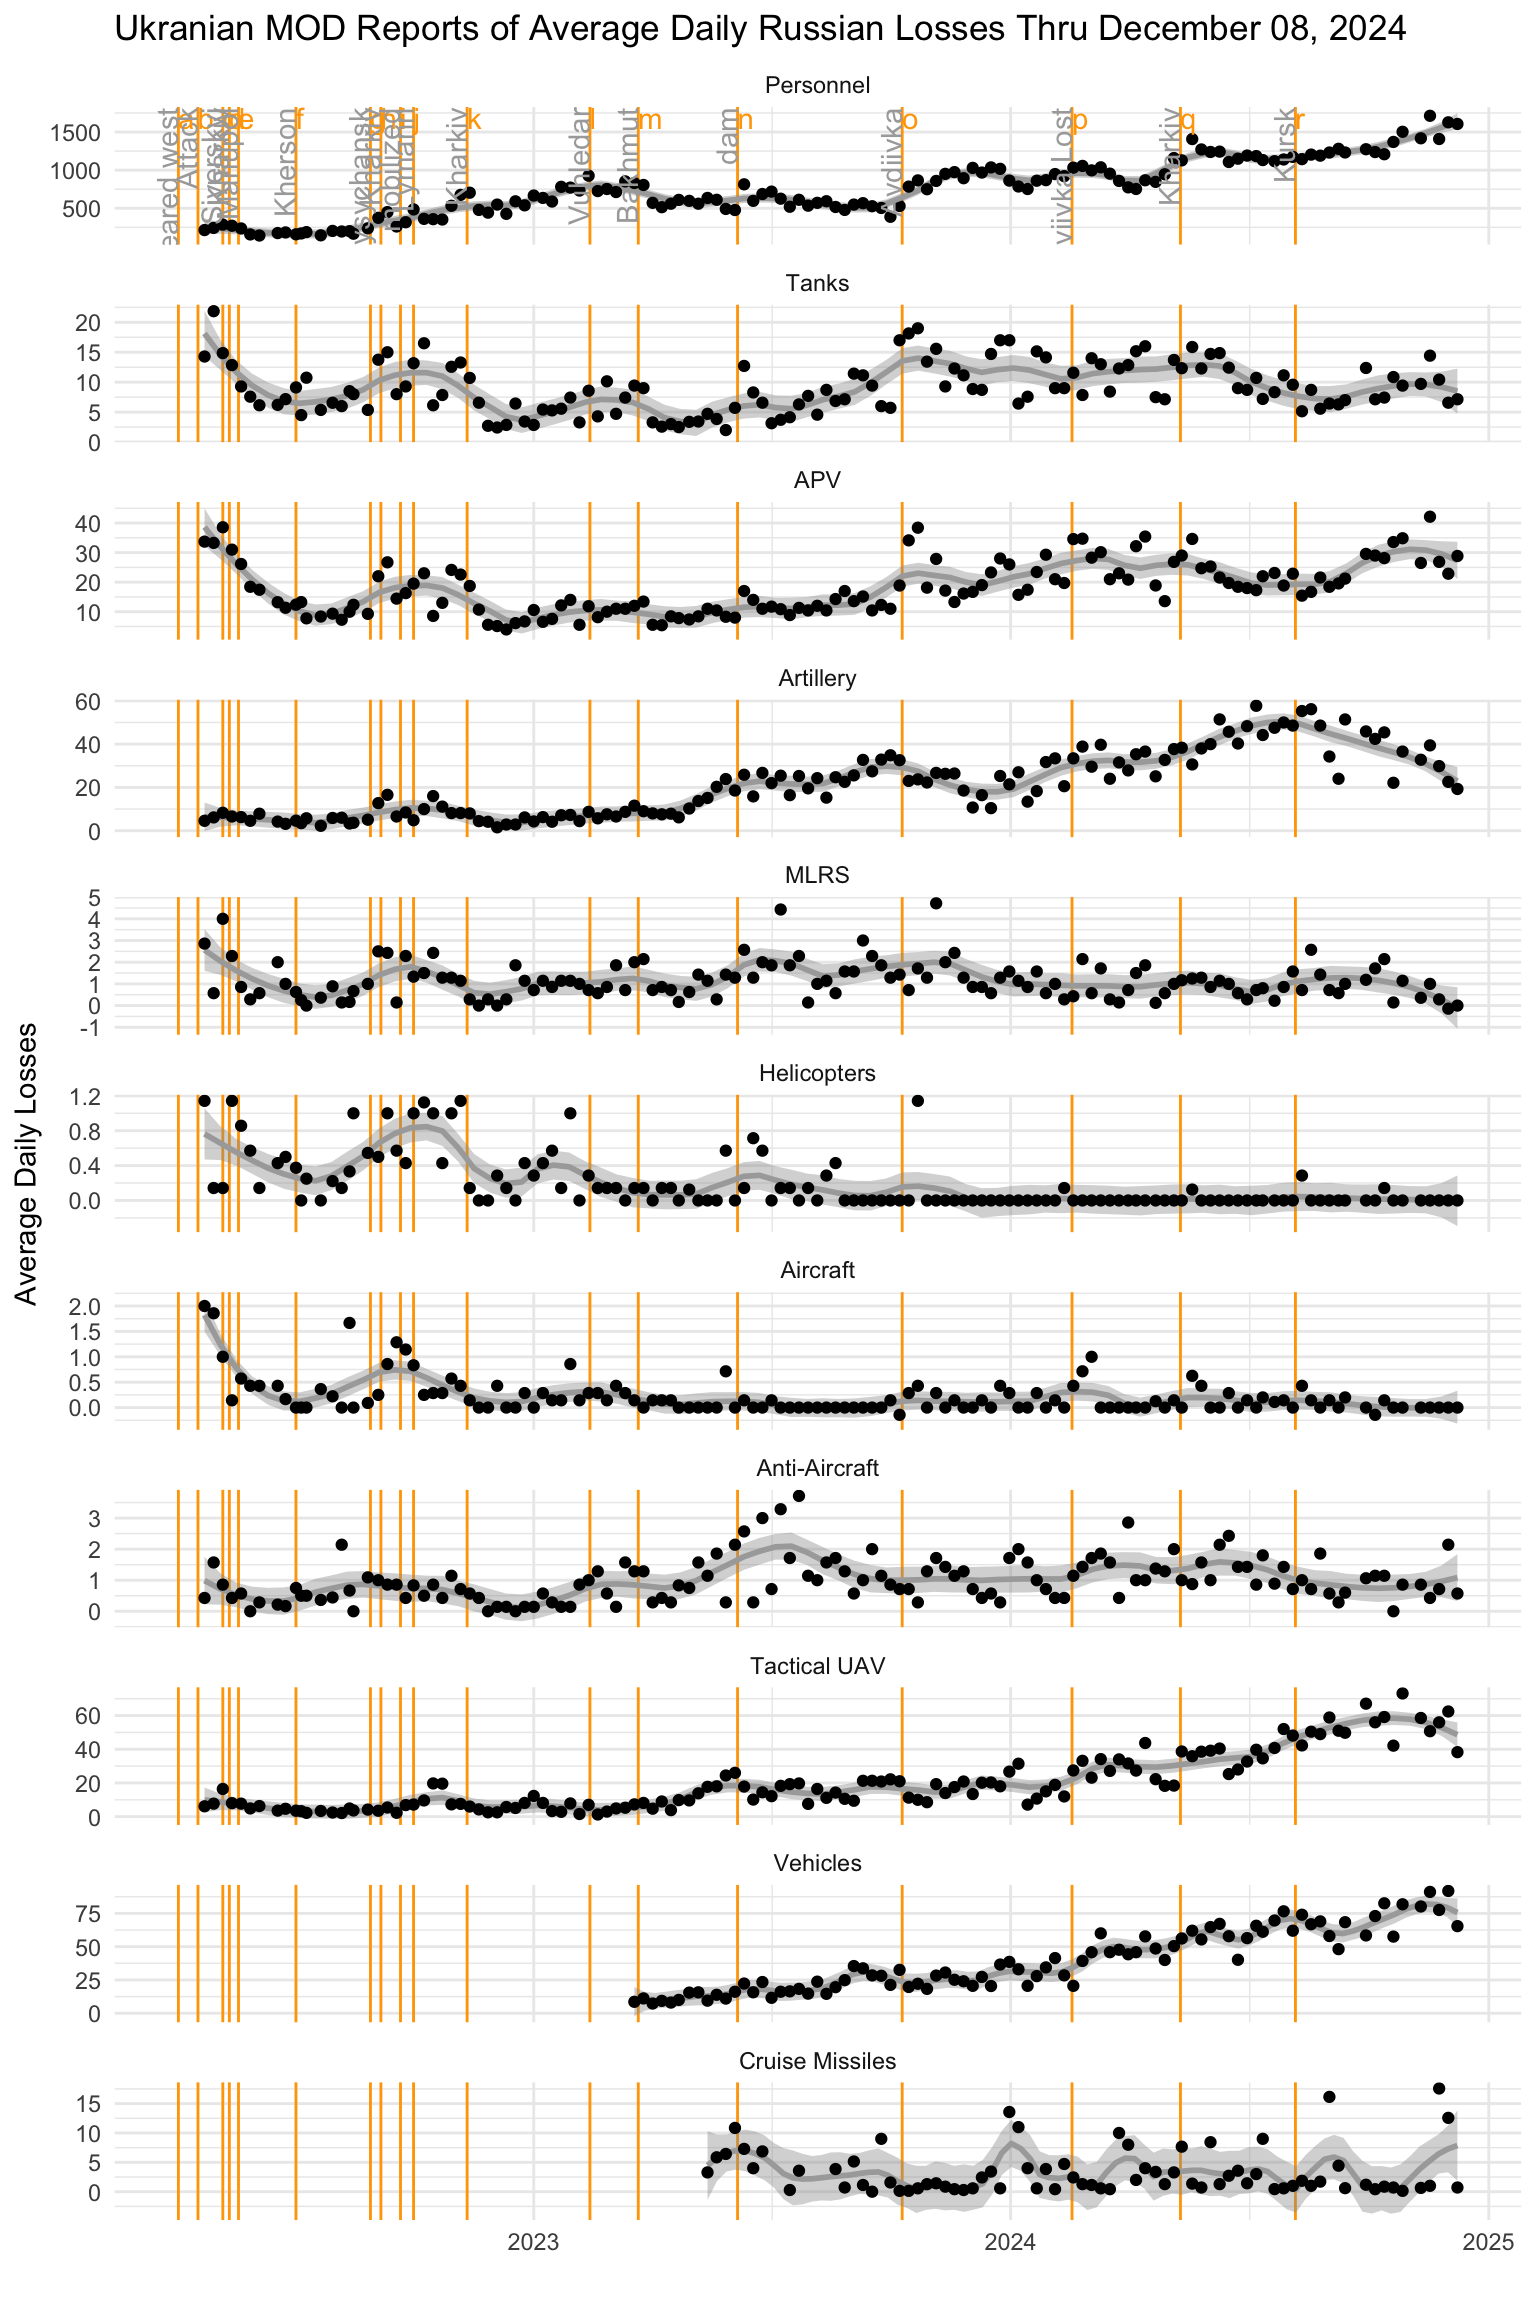 Ukranian MOD Reports of Average Daily Russian Losses Thru December 08, 2024
Average Daily Losses
Personnel
1500
1000
500
eared west
Attack
Kherson
Kharkiv
Vuhledar
Bakhmut
dam
vdiivka
viivka Lost
Kharkiv
Kursk
b
e
f
j
k
l
m
n
o
p
q
r
Tanks
20
15
10
5
0
APV
40
30
20
10
Artillery
60
40
20
0
MLRS
5
4
3
2
1
0
-1
Helicopters
1.2
0.8
0.4
0.0
Aircraft
2.0
1.5
1.0
0.5
0.0
Anti-Aircraft
3
2
1
0
Tactical UAV
60
40
20
0
Vehicles
75
50
25
0
Cruise Missiles
15
10
5
0
2023
2024
2025